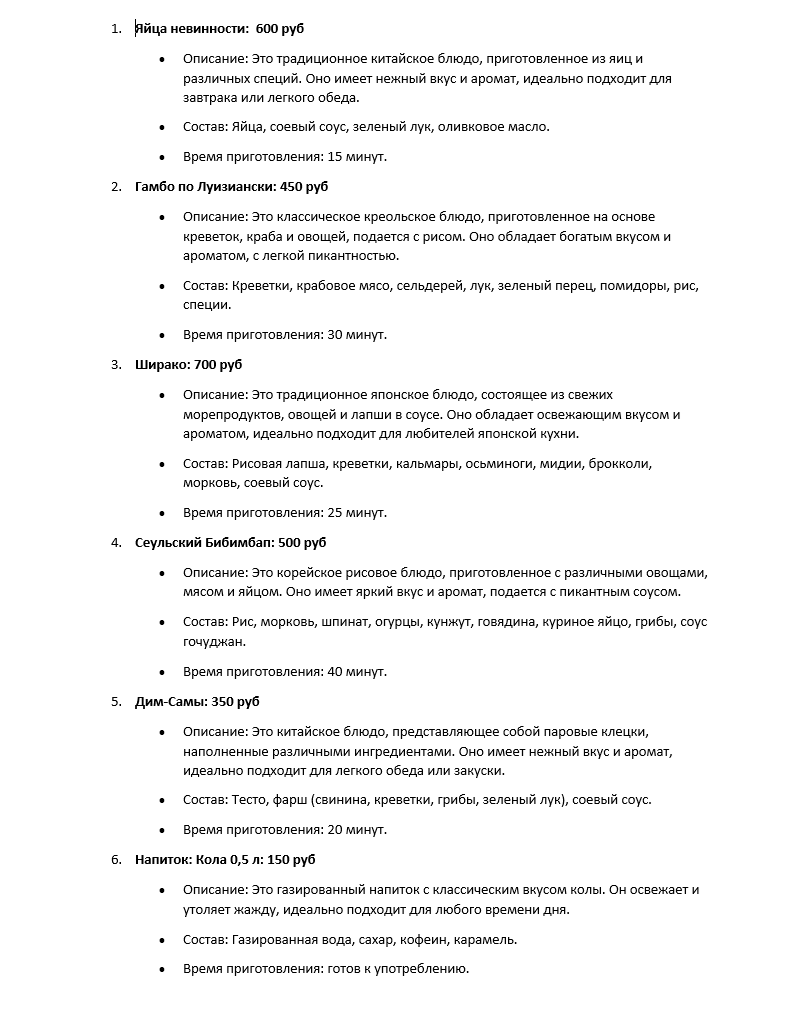 1. Яйца невинности:  600 руб
• Описание: Это традиционное китайское блюдо, приготовленное из яиц и
различных специй. Оно имеет нежный вкус и аромат, идеально подходит для
завтрака или легкого обеда.
• Состав: Яйца, соевый соус, зеленый лук, оливковое масло.
• Время приготовления: 15 минут.
2. Гамбо по Луизиански: 450 руб
• Описание: Это классическое креольское блюдо, приготовленное на основе
креветок, краба и овощей, подается с рисом. Оно обладает богатым вкусом и
ароматом, с легкой пикантностью.
• Состав: Креветки, крабовое мясо, сельдерей, лук, зеленый перец, помидоры, рис,
специи.
• Время приготовления: 30 минут.
3. Ширако: 700 руб
• Описание: Это традиционное японское блюдо, состоящее из свежих
морепродуктов, овощей и лапши в соусе. Оно обладает освежающим вкусом и
ароматом, идеально подходит для любителей японской кухни.
• Состав: Рисовая лапша, креветки, кальмары, осьминоги, мидии, брокколи,
морковь, соевый соус.
• Время приготовления: 25 минут.
4. Сеульский Бибимбап: 500 руб
• Описание: Это корейское рисовое блюдо, приготовленное с различными овощами,
мясом и яйцом. Оно имеет яркий вкус и аромат, подается с пикантным соусом.
• Состав: Рис, морковь, шпинат, огурцы, кунжут, говядина, куриное яйцо, грибы, соус
гочуджан.
• Время приготовления: 40 минут.
5. Дим-Самы: 350 руб
• Описание: Это китайское блюдо, представляющее собой паровые клецки,
наполненные различными ингредиентами. Оно имеет нежный вкус и аромат,
идеально подходит для легкого обеда или закуски.
• Состав: Тесто, фарш (свинина, креветки, грибы, зеленый лук), соевый соус.
• Время приготовления: 20 минут.
6. Напиток: Кола 0,5 л: 150 руб
• Описание: Это газированный напиток с классическим вкусом колы. Он освежает и
утоляет жажду, идеально подходит для любого времени дня.
• Состав: Газированная вода, сахар, кофеин, карамель.
• Время приготовления: готов к употреблению.